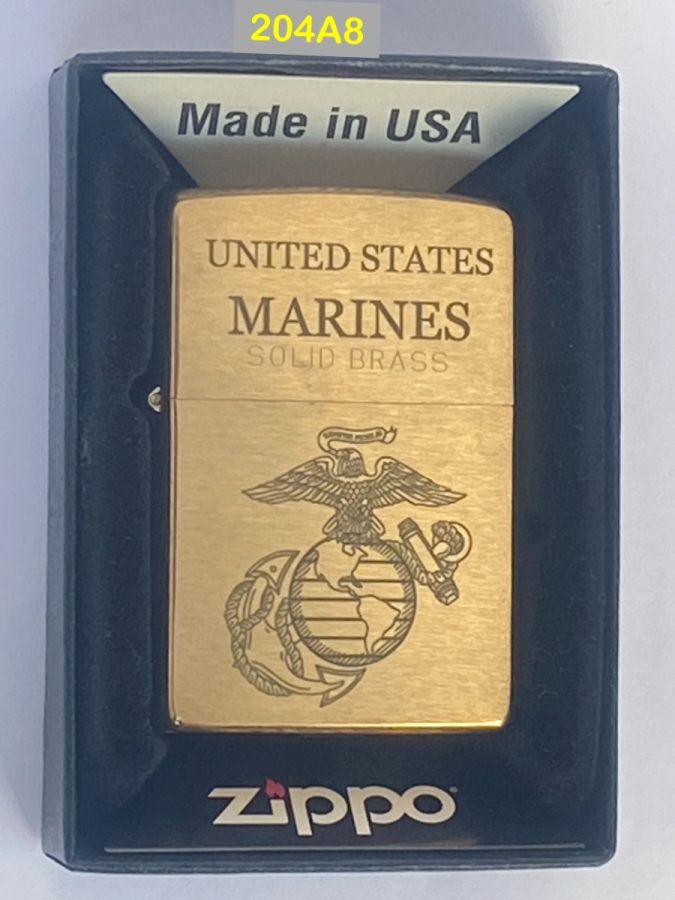 204A8
Made in USA
UNITED STATES
MARINES
SOLID BRASS
zippo